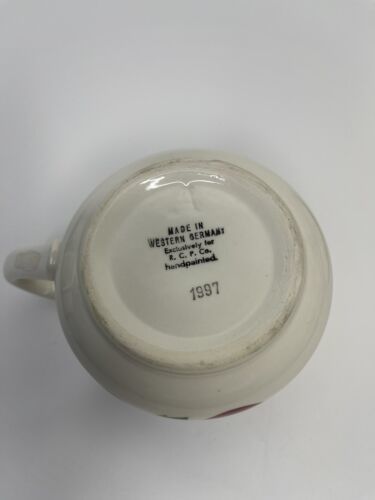 MADE IN
WESTERN GERMANY
Exclusively for
R. C. P. Co.
handpainted.
1997